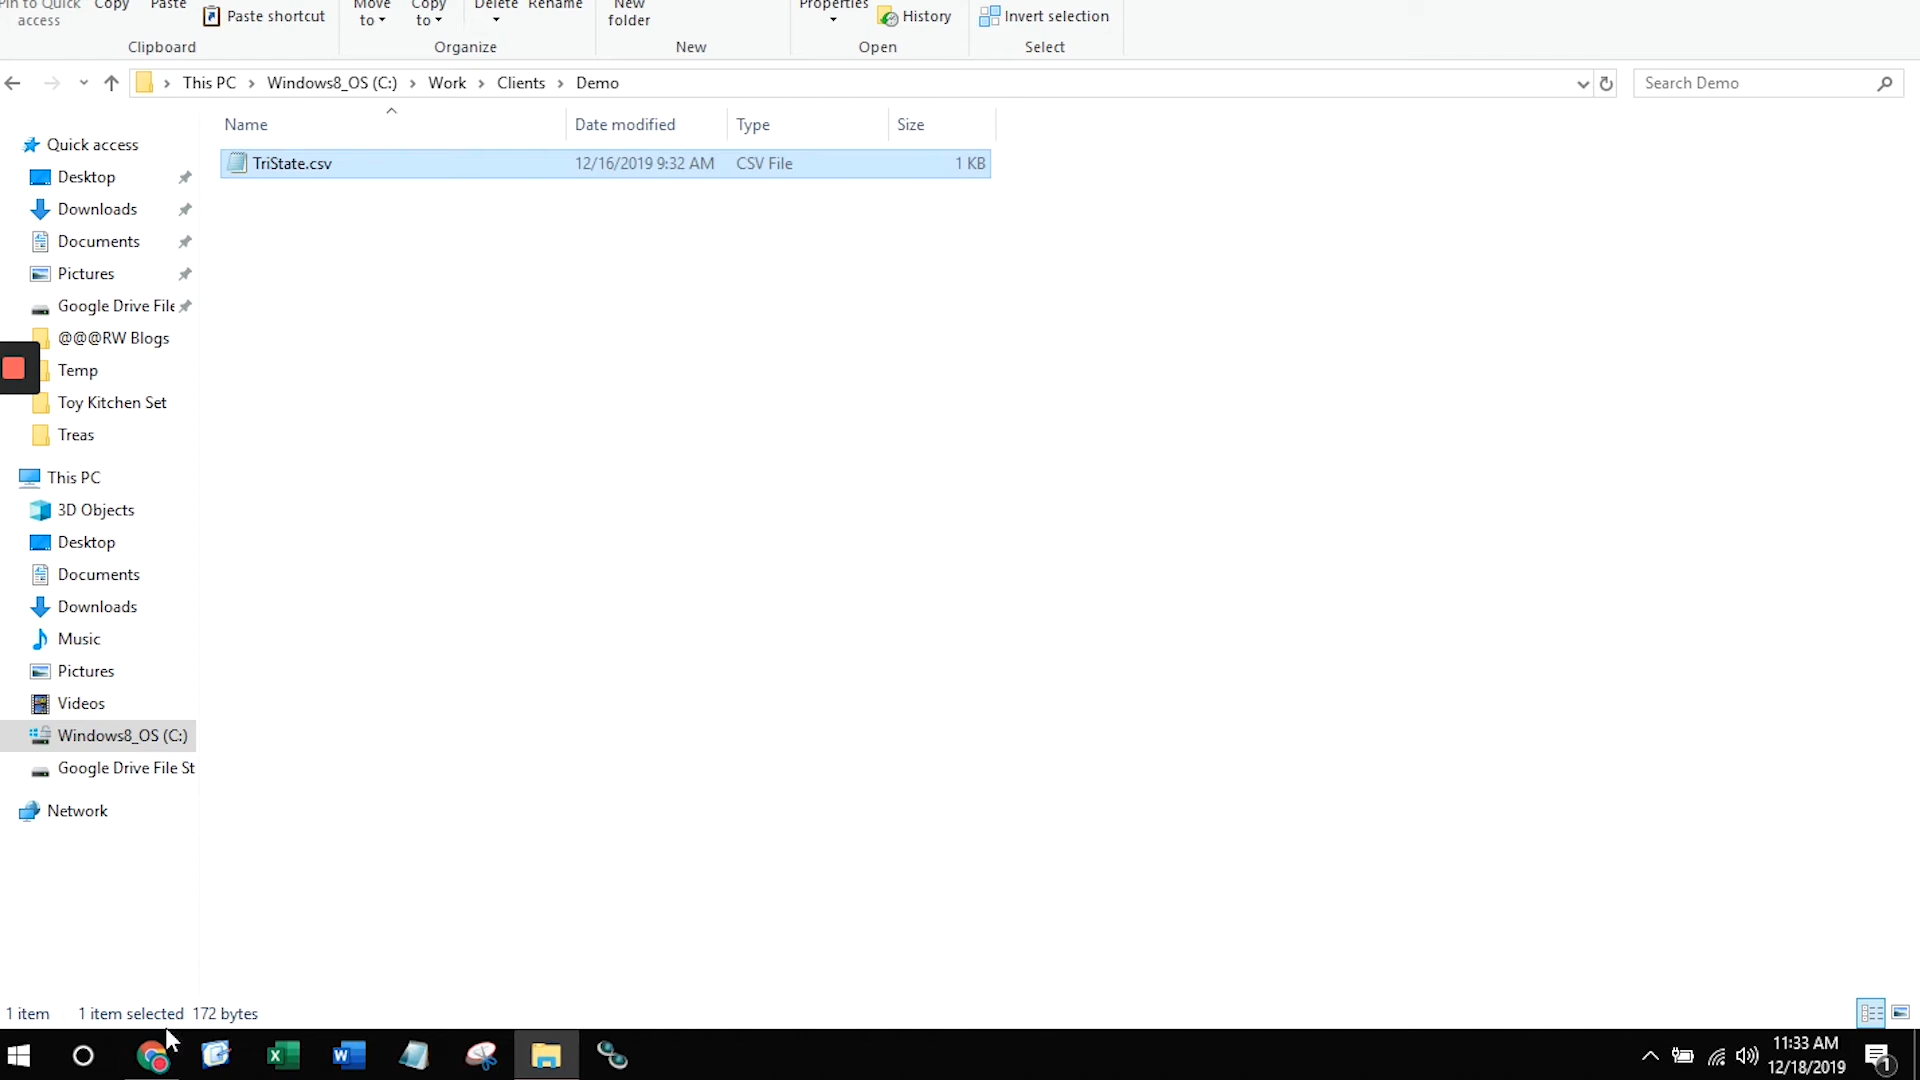 Pin to Quick access
Copy
Paste
Paste shortcut
Clipboard
Move to
Copy to
Delete
Rename
Organize
New folder
New
Properties
History
Open
Invert selection
Select
This PC > Windows8_OS (C:) > Work > Clients > Demo
Search Demo
Name Date modified Type Size
TriState.csv 12/16/2019 9:32 AM CSV File 1 KB
Quick access
Desktop
Downloads
Documents
Pictures
Google Drive File
@@@RW Blogs
Temp
Toy Kitchen Set
Treas
This PC
3D Objects
Desktop
Documents
Downloads
Music
Pictures
Videos
Windows8_OS (C:)
Google Drive File St
Network
1 item 1 item selected 172 bytes
11:33 AM
12/18/2019
1